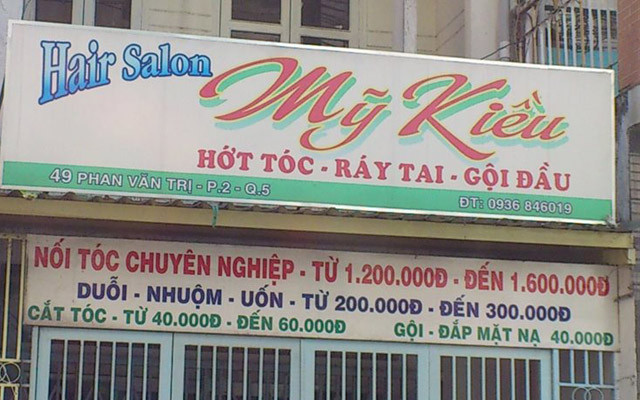 Hair Salon
Mỹ Kiều
HỚT TÓC - RÁY TAI - GỘI ĐẦU
49 PHAN VĂN TRỊ - P.2 - Q.5
ĐT: 0936 846019
NỐI TÓC CHUYÊN NGHIỆP - TỪ 1.200.000Đ - ĐẾN 1.600.000Đ
DUỖI - NHUỘM - UỐN - TỪ 200.000Đ - ĐẾN 300.000Đ
CẮT TÓC - TỪ 40.000Đ - ĐẾN 60.000Đ
GỘI - ĐẮP MẶT NẠ 40.000Đ